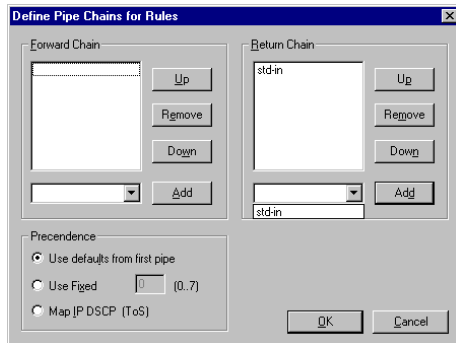 Define Pipe Chains for Rules
Forward Chain
Up
Remove
Down
Add
Return Chain
std-in
Up
Remove
Down
Add
std-in
Precendence
Use defaults from first pipe
Use Fixed 0 (0..7)
Map IP DSCP (ToS)
OK
Cancel